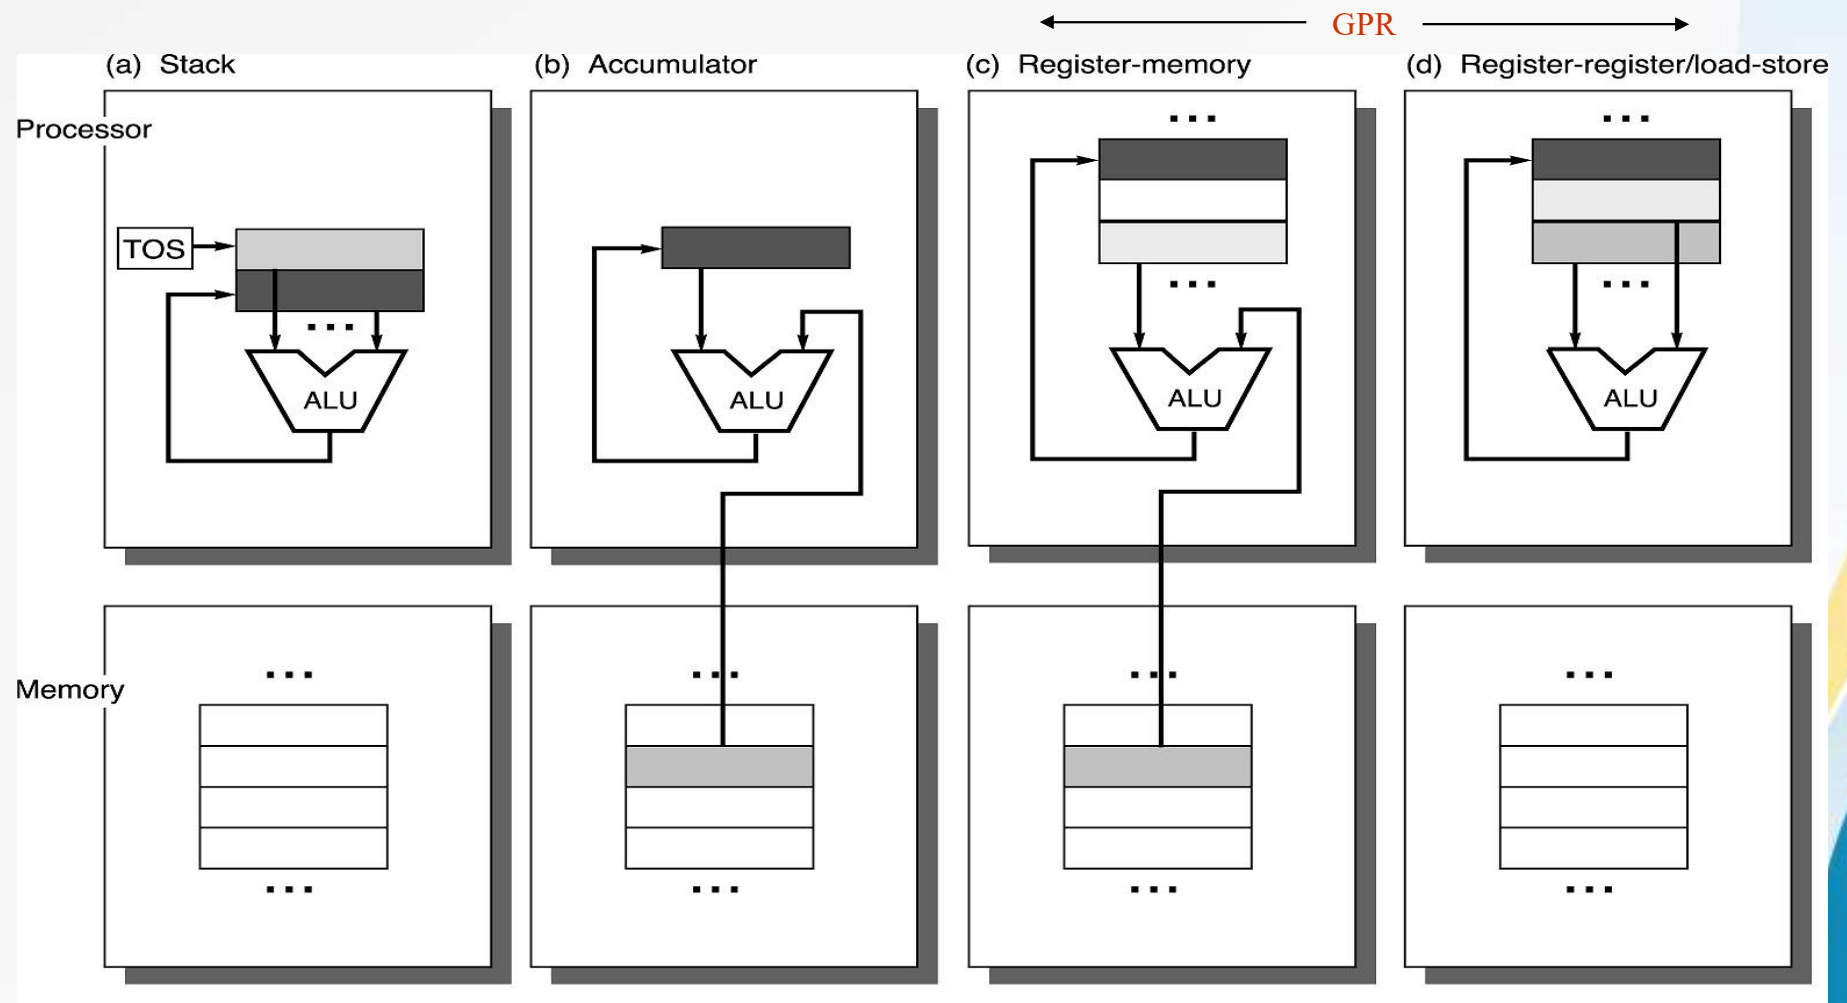 GPR
(a) Stack
(b) Accumulator
(c) Register-memory
(d) Register-register/load-store
Processor
...
...
TOS
...
...
...
ALU
ALU
ALU
ALU
Memory
...
...
...
...
...
...
...
...